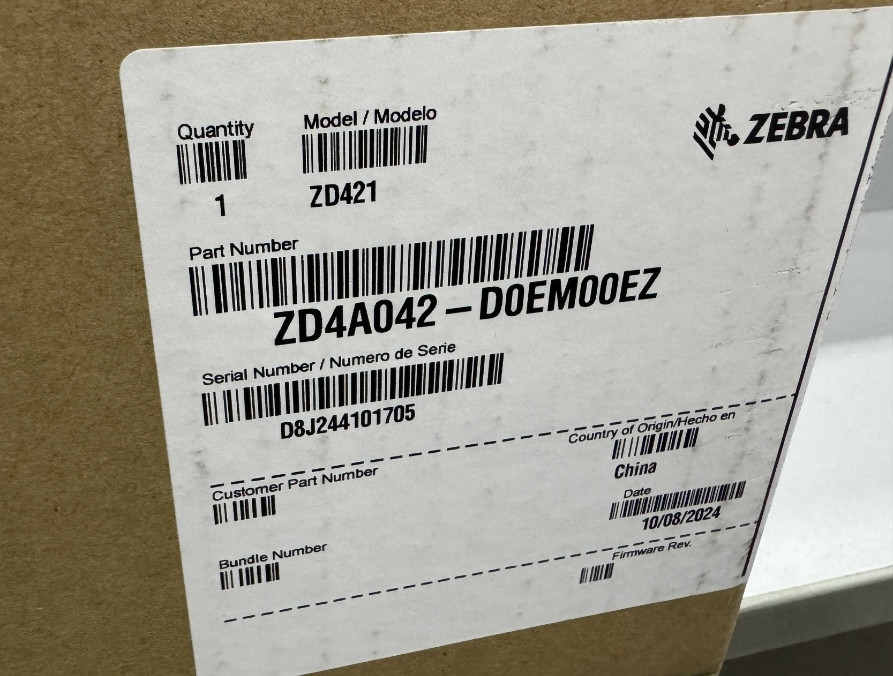 Quantity
1
Model / Modelo
ZD421
ZEBRA
Part Number
ZD4A042-D0EM00EZ
Serial Number / Numero de Serie
D8J244101705
Customer Part Number
Country of Origin/Hecho en
China
Date
10/08/2024
Bundle Number
Firmware Rev.